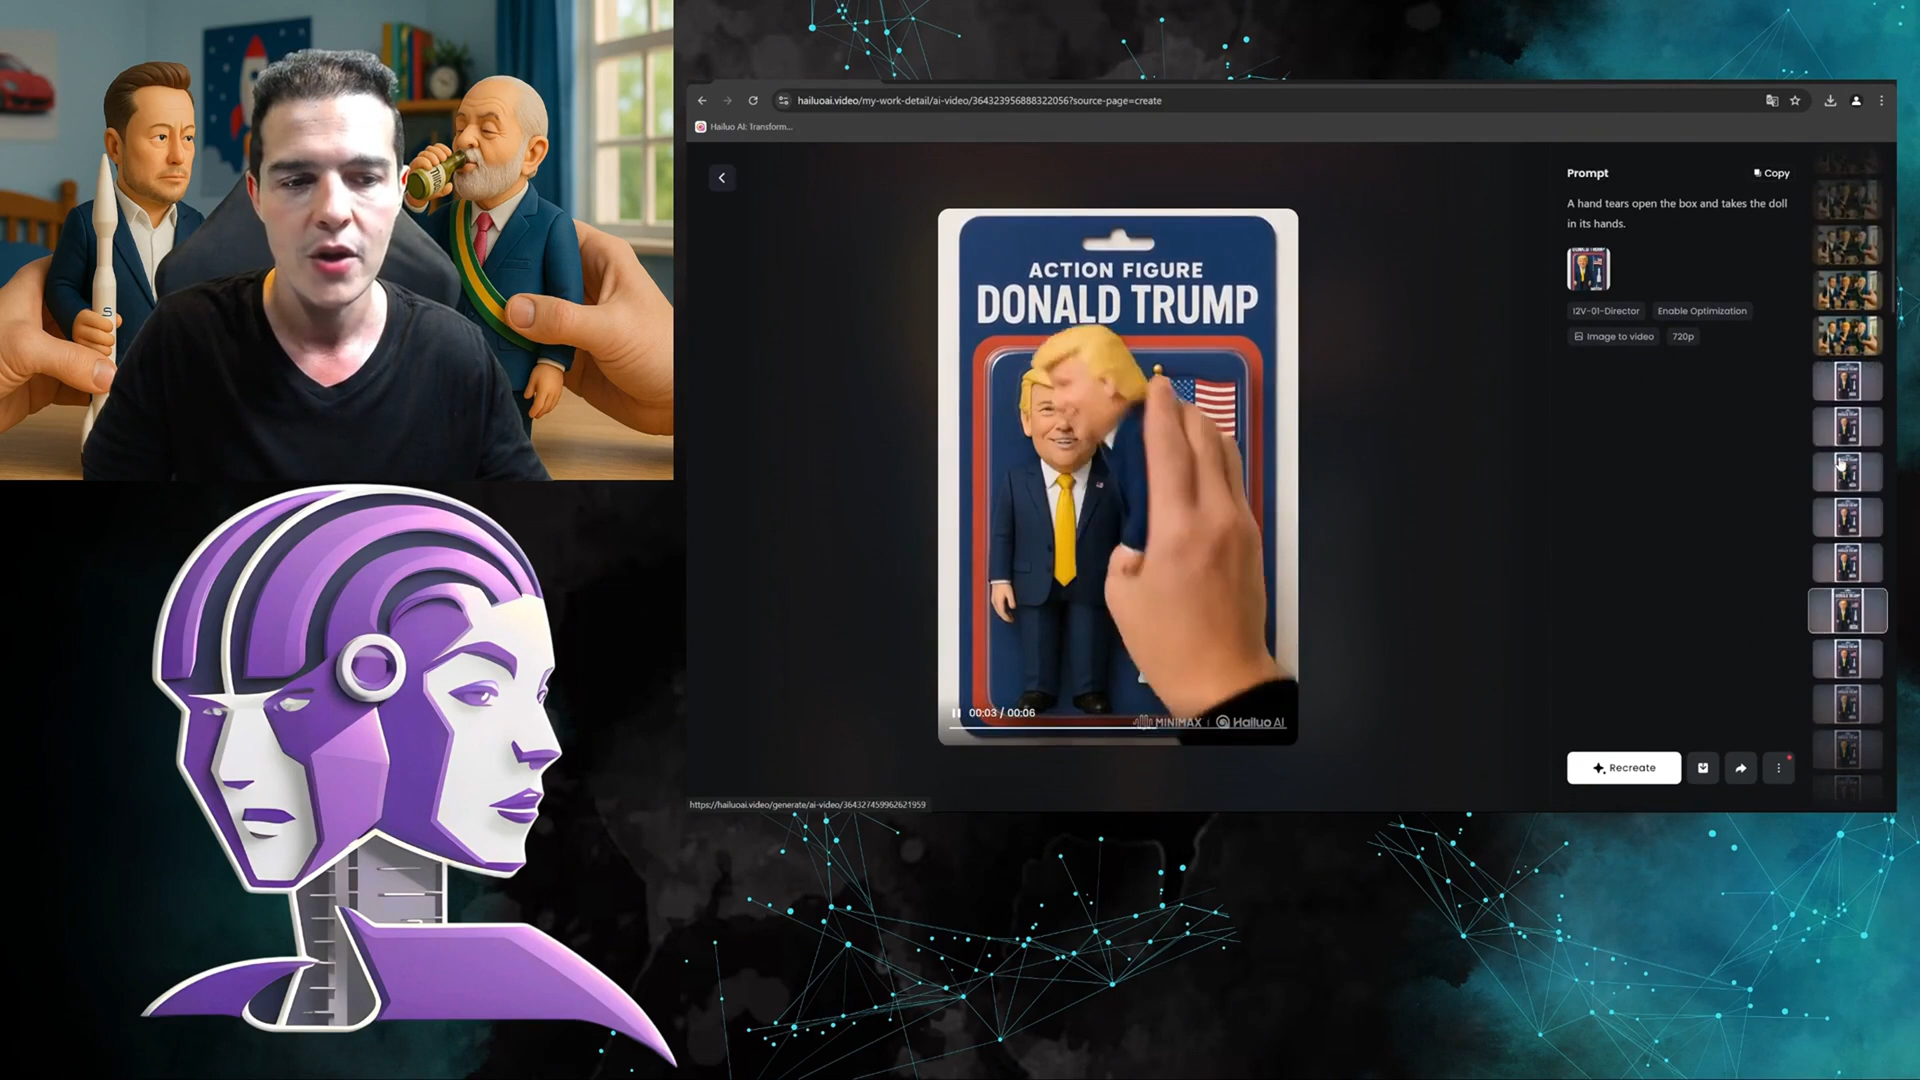 hailuoai.video/my-work-detail/ai-video/364323956888322056?source-page=create
Hailuo AI: Transform...
ACTION FIGURE
DONALD TRUMP
00:03 / 00:06
MINIMAX | Hailuo AI
Prompt
Copy
A hand tears open the box and takes the doll
in its hands.
I2V-01-Director
Enable Optimization
Image to video
720p
Recreate
https://hailuoai.video/generate/ai-video/364327459962621959
S